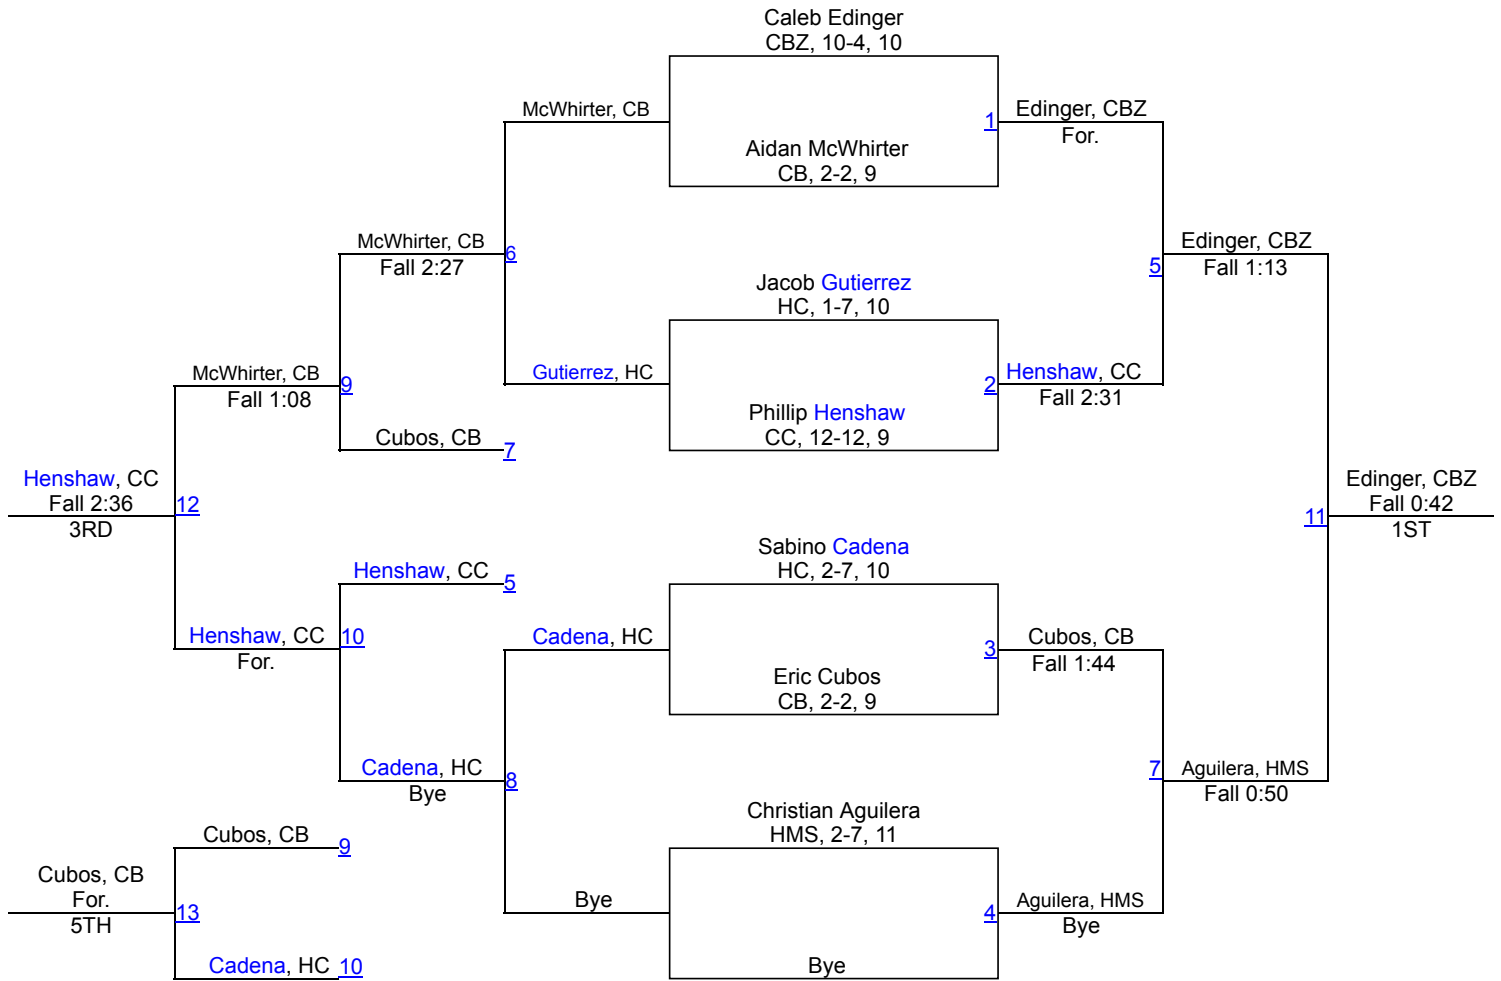 Caleb Edinger
CBZ, 10-4, 10
McWhirter, CB
1
Edinger, CBZ
For.
Aidan McWhirter
CB, 2-2, 9
McWhirter, CB
Fall 2:27
6
Edinger, CBZ
5
Fall 1:13
Jacob Gutierrez
HC, 1-7, 10
McWhirter, CB
Fall 1:08
9
Gutierrez, HC
2
Henshaw, CC
Fall 2:31
Phillip Henshaw
CC, 12-12, 9
Cubos, CB
7
Henshaw, CC
Fall 2:36
3RD
12
Edinger, CBZ
Fall 0:42
1ST
11
Sabino Cadena
HC, 2-7, 10
Henshaw, CC
5
Henshaw, CC
For.
10
Cadena, HC
3
Cubos, CB
Fall 1:44
Eric Cubos
CB, 2-2, 9
Cadena, HC
Bye
8
7
Aguilera, HMS
Fall 0:50
Christian Aguilera
HMS, 2-7, 11
Cubos, CB
9
Cubos, CB
For.
5TH
13
Bye
4
Aguilera, HMS
Bye
Cadena, HC
10
Bye